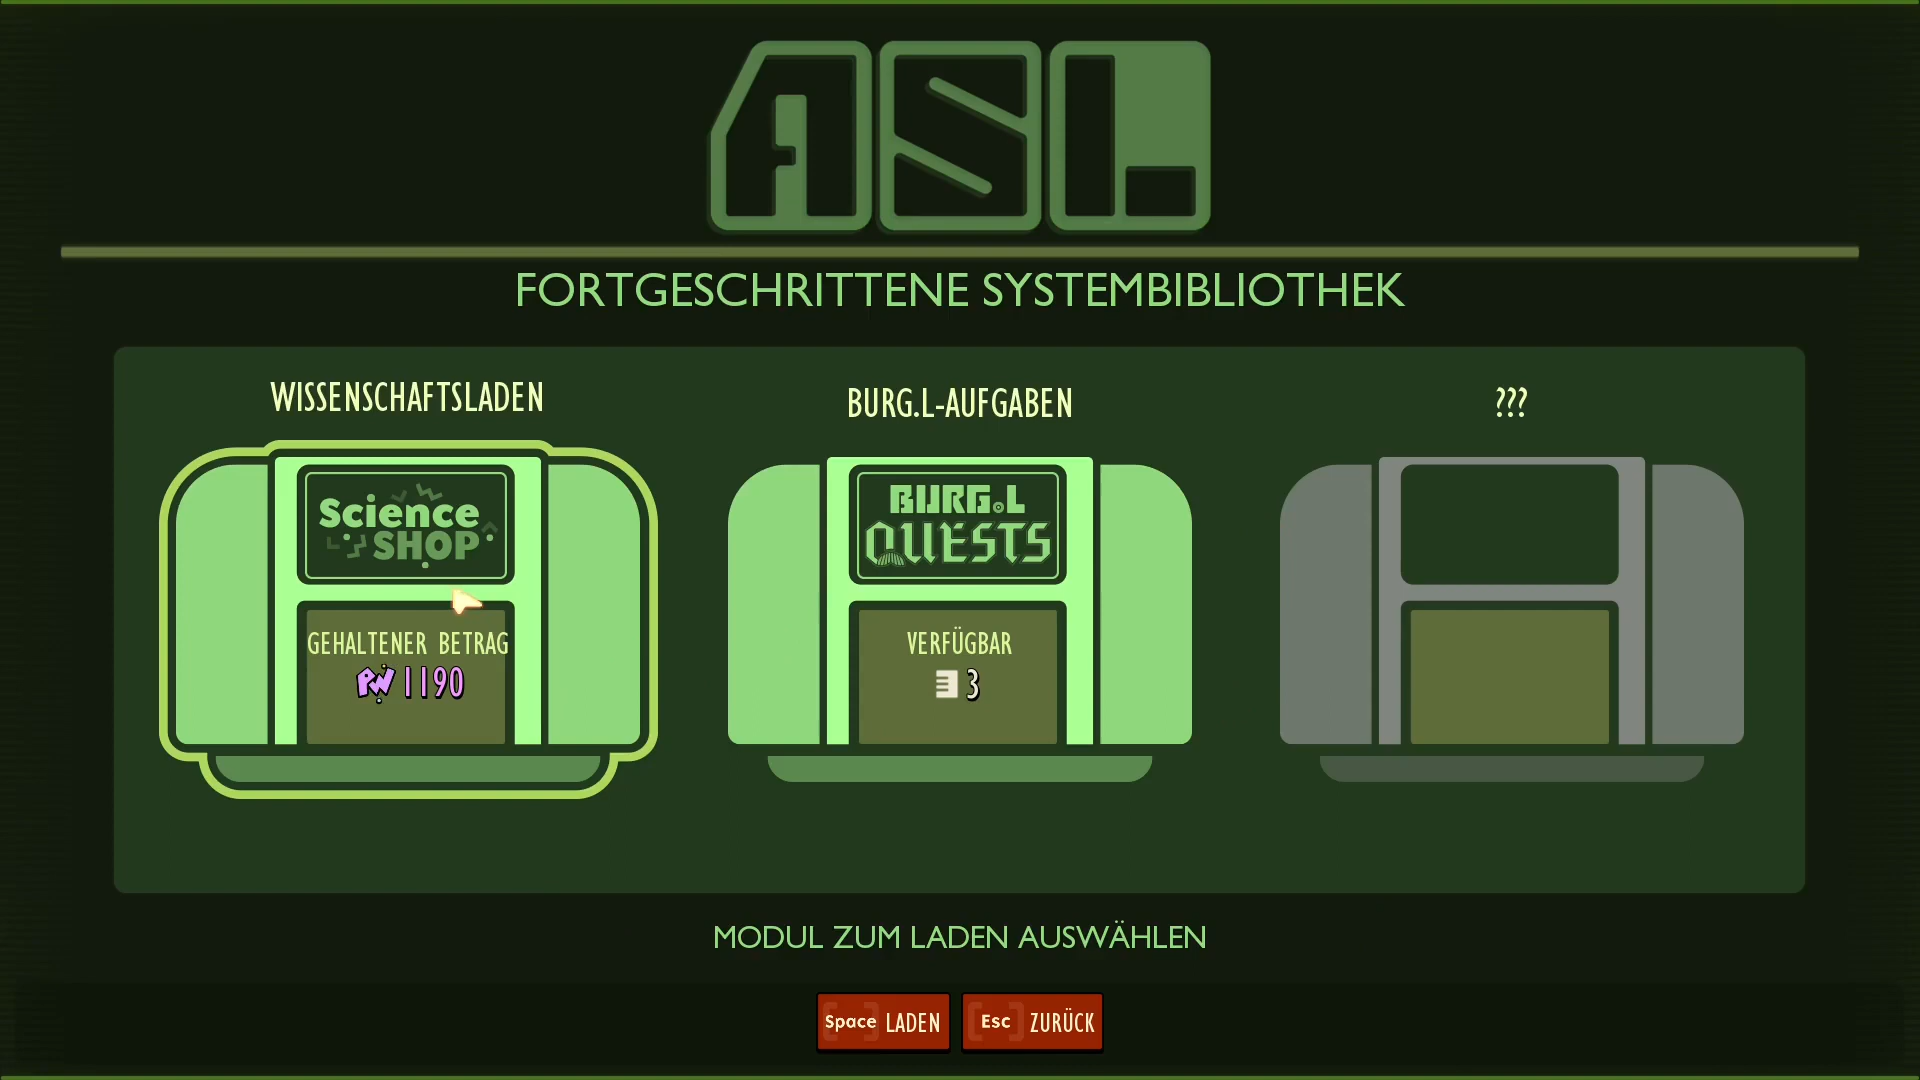 ASL
FORTGESCHRITTENE SYSTEMBIBLIOTHEK
WISSENSCHAFTSLADEN
BURG.L-AUFGABEN
???
Science
SHOP
BURG.L
QUESTS
GEHALTENER BETRAG
1190
VERFÜGBAR
3
MODUL ZUM LADEN AUSWÄHLEN
Space LADEN
Esc ZURÜCK